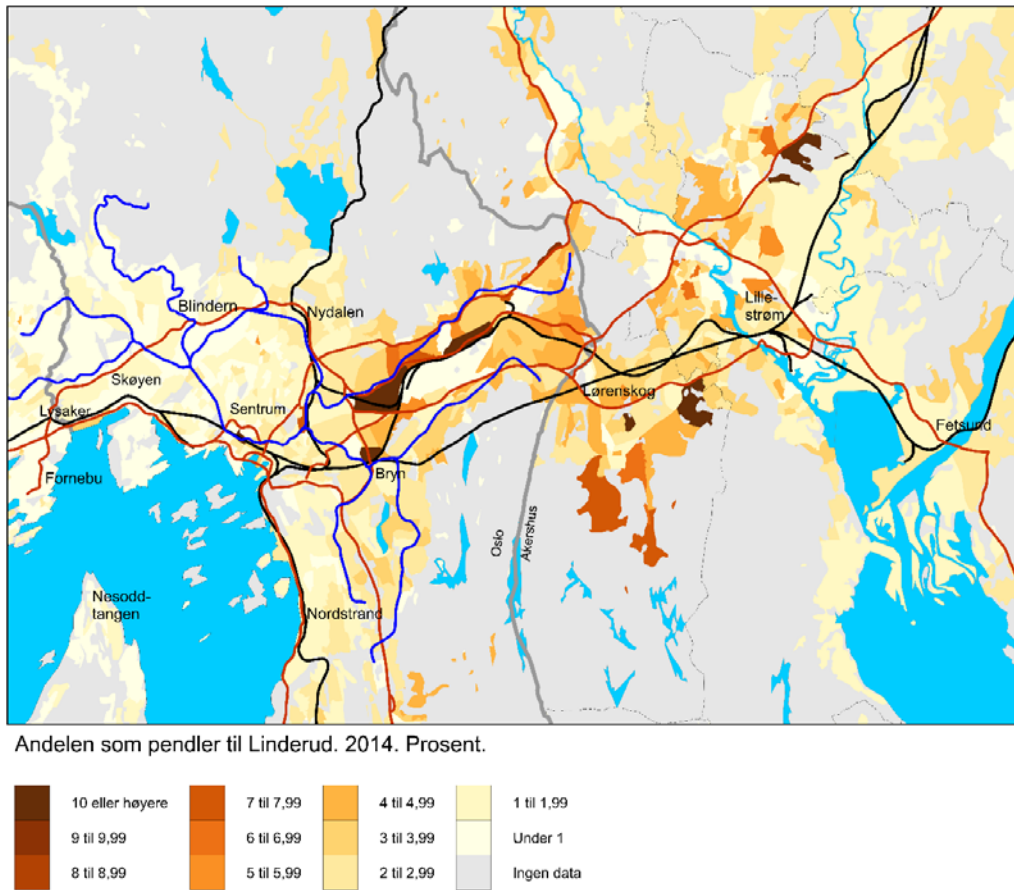 Blindern
Nydalen
Lille-
strøm
Skøyen
Lørenskog
Lysaker
Sentrum
Fetsund
Fornebu
Bryn
Oslo
Akershus
Nesodd-
tangen
Nordstrand
Andelen som pendler til Linderud. 2014. Prosent.
10 eller høyere
7 til 7,99
4 til 4,99
1 til 1,99
9 til 9,99
6 til 6,99
3 til 3,99
Under 1
8 til 8,99
5 til 5,99
2 til 2,99
Ingen data